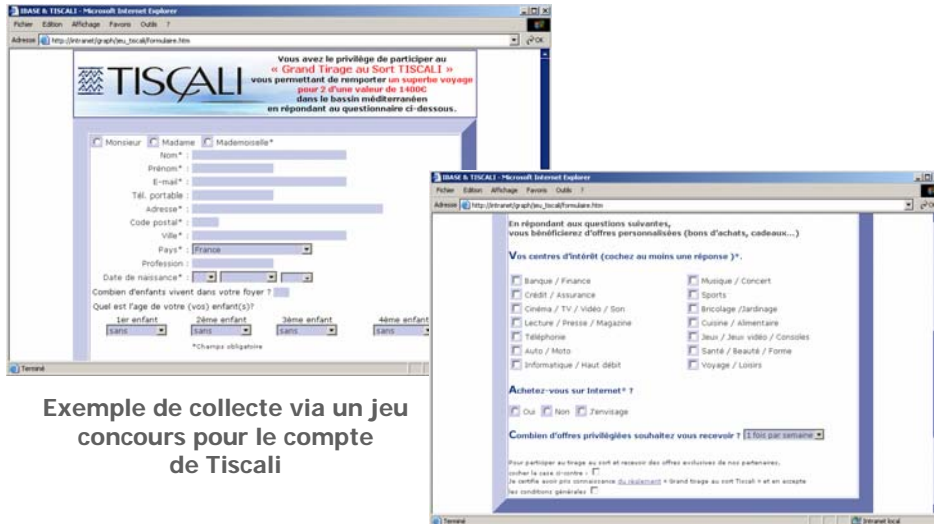 IBASE & TISCALI - Microsoft Internet Explorer
Fichier Edition Affichage Favoris Outils ?
Adresse http://intranet/graph/jeu_tiscali/formulaire.htm OK
TISCALI
Vous avez le privilège de participer au
« Grand Tirage au Sort TISCALI »
vous permettant de remporter un superbe voyage
pour 2 d'une valeur de 1400€
dans le bassin méditerranéen
en répondant au questionnaire ci-dessous.
Monsieur Madame Mademoiselle*
Nom* :
Prénom* :
E-mail* :
Tél. portable :
Adresse* :
Code postal* :
Ville* :
Pays* : France
Profession :
Date de naissance* :
Combien d'enfants vivent dans votre foyer ?
Quel est l'age de votre (vos) enfant(s)?
1er enfant 2ème enfant 3ème enfant 4ème enfant
sans sans sans sans
*Champs obligatoire
Terminé
Exemple de collecte via un jeu
concours pour le compte
de Tiscali
IBASE & TISCALI - Microsoft Internet Explorer
Fichier Edition Affichage Favoris Outils ?
Adresse http://intranet/graph/jeu_tiscali/formulaire.htm
En répondant aux questions suivantes,
vous bénéficierez d'offres personnalisées (bons d'achats, cadeaux...)
Vos centres d'intérêt (cochez au moins une réponse )*.
Banque / Finance Musique / Concert
Crédit / Assurance Sports
Cinéma / TV / Vidéo / Son Bricolage /Jardinage
Lecture / Presse / Magazine Cuisine / Alimentaire
Téléphonie Jeux / Jeux vidéo / Consoles
Auto / Moto Santé / Beauté / Forme
Informatique / Haut débit Voyage / Loisirs
Achetez-vous sur Internet* ?
Oui Non J'envisage
Combien d'offres privilégiées souhaitez vous recevoir ? 1 fois par semaine
Pour participer au tirage au sort et recevoir des offres exclusives de nos partenaires,
cocher la case ci-contre :
Je certifie avoir pris connaissance du règlement « Grand tirage au sort Tiscali » et en accepte
les conditions générales
Terminé Intranet local